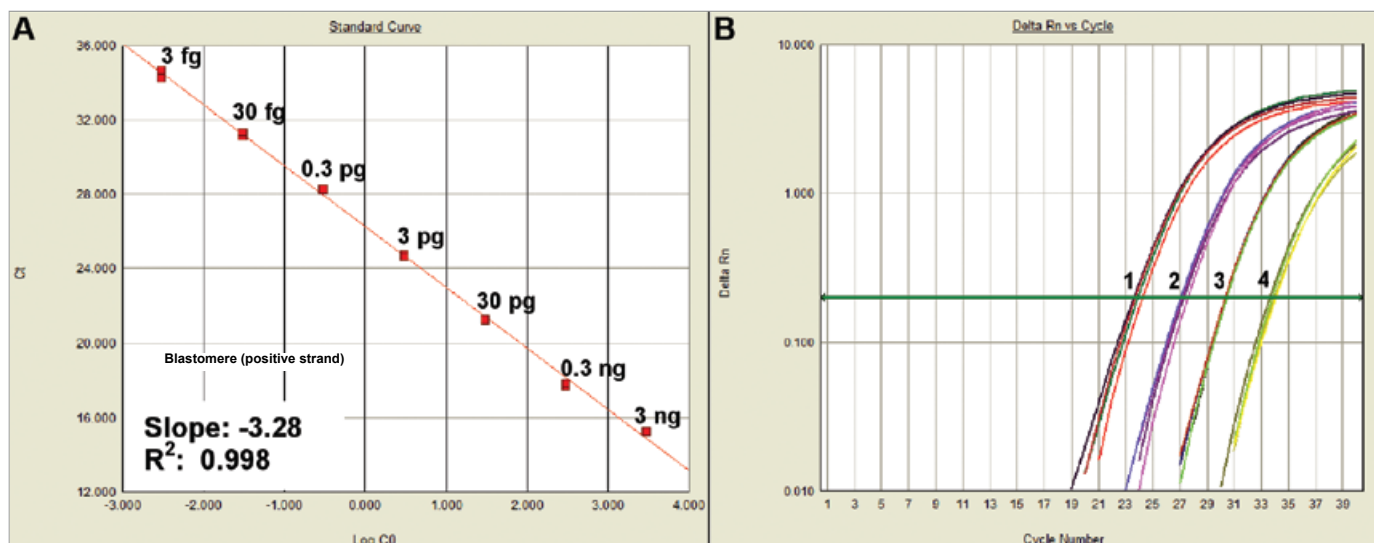 A
Standard Curve
36.000
32.000
28.000
24.000
20.000
16.000
12.000
Ct
3 fg
30 fg
0.3 pg
3 pg
30 pg
0.3 ng
3 ng
Blastomere (positive strand)
Slope: -3.28
R²: 0.998
-3.000 -2.000 -1.000 0.000 1.000 2.000 3.000 4.000
Log C0
B
Delta Rn vs Cycle
10.000
1.000
0.100
0.010
Delta Rn
1 2 3 4
1 3 5 7 9 11 13 15 17 19 21 23 25 27 29 31 33 35 37 39
Cycle Number